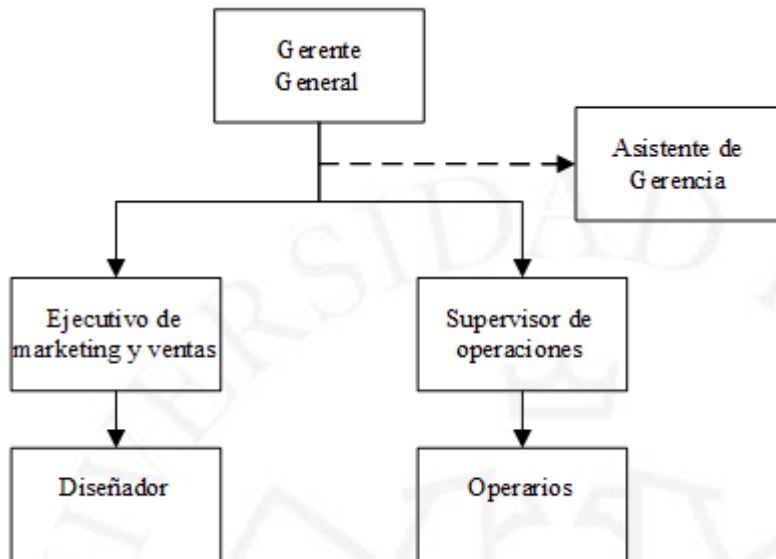 Gerente
General
Asistente de
Gerencia
Ejecutivo de
marketing y ventas
Supervisor de
operaciones
Diseñador
Operarios